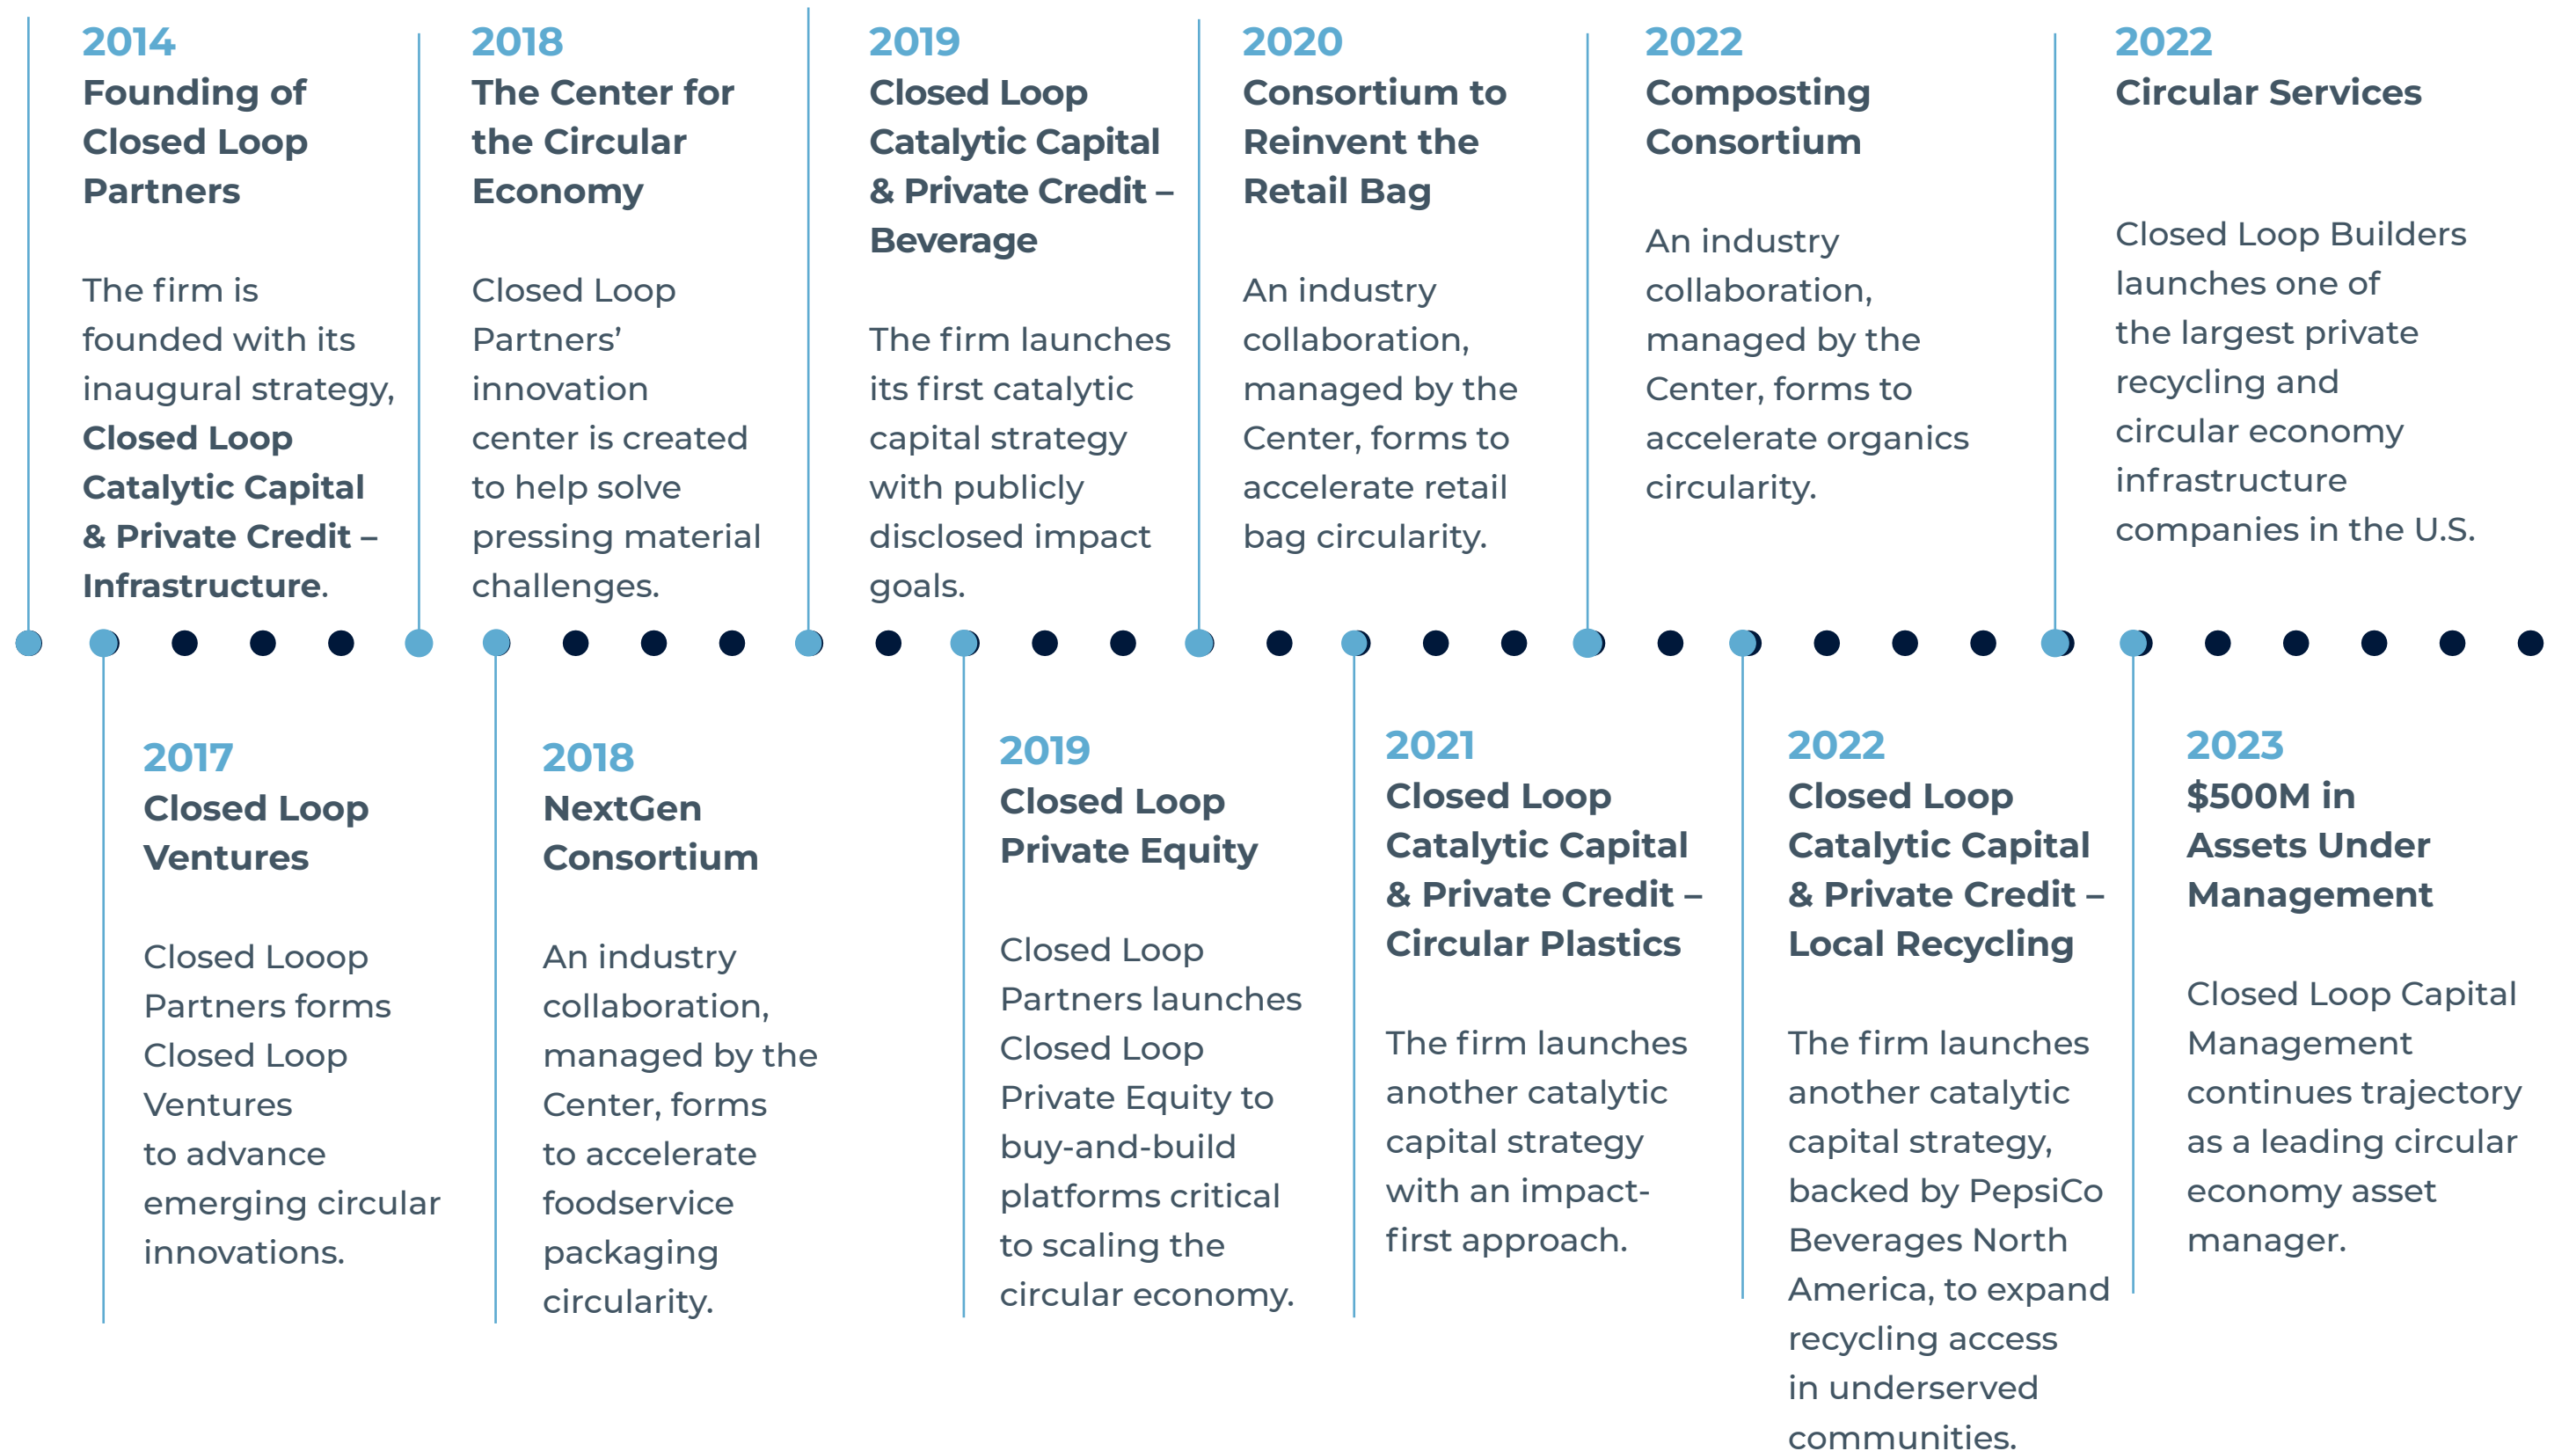 2014
Founding of
Closed Loop
Partners
The firm is
founded with its
inaugural strategy,
Closed Loop
Catalytic Capital
& Private Credit –
Infrastructure.
2018
The Center for
the Circular
Economy
Closed Loop
Partners’
innovation
center is created
to help solve
pressing material
challenges.
2019
Closed Loop
Catalytic Capital
& Private Credit –
Beverage
The firm launches
its first catalytic
capital strategy
with publicly
disclosed impact
goals.
2020
Consortium to
Reinvent the
Retail Bag
An industry
collaboration,
managed by the
Center, forms to
accelerate retail
bag circularity.
2022
Composting
Consortium
An industry
collaboration,
managed by the
Center, forms to
accelerate organics
circularity.
2022
Circular Services
Closed Loop Builders
launches one of
the largest private
recycling and
circular economy
infrastructure
companies in the U.S.
2017
Closed Loop
Ventures
Closed Looop
Partners forms
Closed Loop
Ventures
to advance
emerging circular
innovations.
2018
NextGen
Consortium
An industry
collaboration,
managed by the
Center, forms
to accelerate
foodservice
packaging
circularity.
2019
Closed Loop
Private Equity
Closed Loop
Partners launches
Closed Loop
Private Equity to
buy-and-build
platforms critical
to scaling the
circular economy.
2021
Closed Loop
Catalytic Capital
& Private Credit –
Circular Plastics
The firm launches
another catalytic
capital strategy
with an impact-
first approach.
2022
Closed Loop
Catalytic Capital
& Private Credit –
Local Recycling
The firm launches
another catalytic
capital strategy,
backed by PepsiCo
Beverages North
America, to expand
recycling access
in underserved
communities.
2023
$500M in
Assets Under
Management
Closed Loop Capital
Management
continues trajectory
as a leading circular
economy asset
manager.